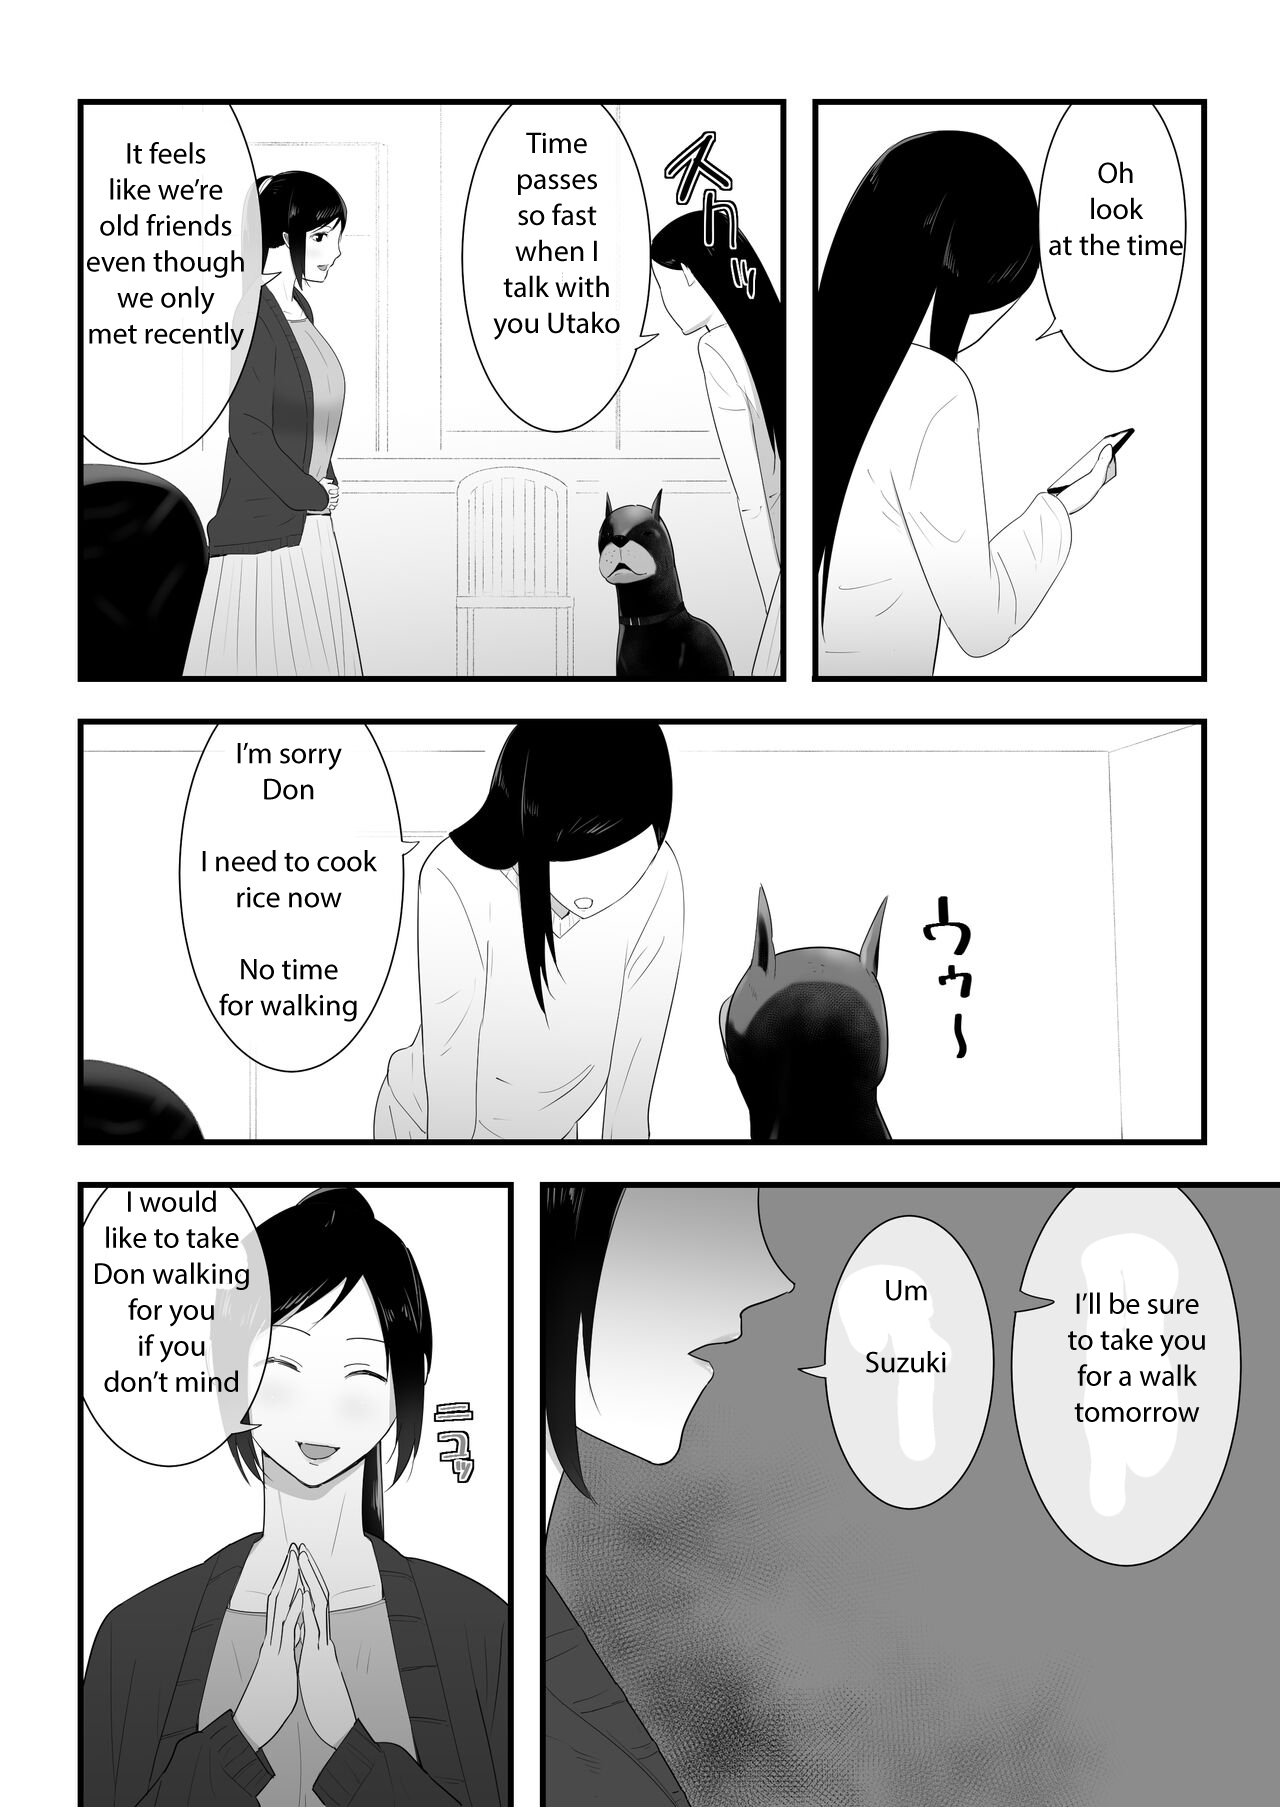 Oh
look
at the time
スクッ
Time
passes
so fast
when I
talk with
you Utako
It feels
like we're
old friends
even though
we only
met recently
I'm sorry
Don
I need to cook
rice now
No time
for walking
ウゥ～
I'll be sure
to take you
for a walk
tomorrow
Um
Suzuki
I would
like to take
Don walking
for you
if you
don't mind
ニコッ